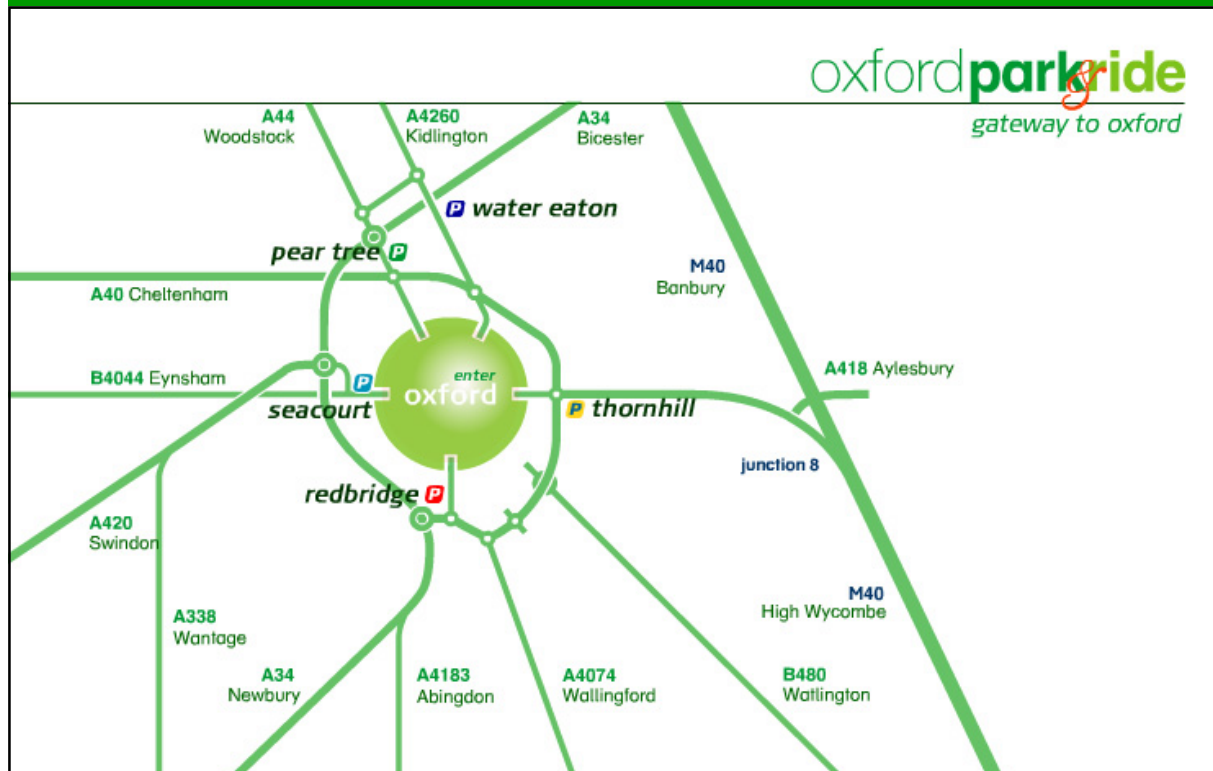 oxfordpark&ride
gateway to oxford
A44
Woodstock
A4260
Kidlington
A34
Bicester
P water eaton
pear tree P
M40
Banbury
A40 Cheltenham
A418 Aylesbury
B4044 Eynsham
P
enter
oxford
seacourt
P thornhill
junction 8
redbridge P
A420
Swindon
M40
High Wycombe
A338
Wantage
A34
Newbury
A4183
Abingdon
A4074
Wallingford
B480
Watlington